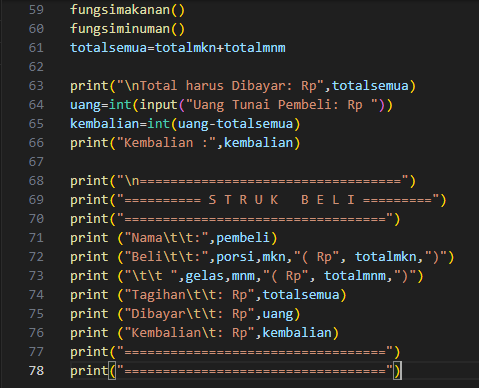 59 fungsimakanan()
60 fungsiminuman()
61 totalsemua=totalmkn+totalmnm
62
63 print("\nTotal harus Dibayar: Rp",totalsemua)
64 uang=int(input("Uang Tunai Pembeli: Rp "))
65 kembalian=int(uang-totalsemua)
66 print("Kembalian :",kembalian)
67
68 print("\n==================================")
69 print("========== S T R U K   B E L I =========")
70 print("==================================")
71 print ("Nama\t\t:",pembeli)
72 print ("Beli\t\t:",porsi,mkn,"( Rp", totalmkn,")")
73 print ("\t\t ",gelas,mnm,"( Rp", totalmnm,")")
74 print ("Tagihan\t\t: Rp",totalsemua)
75 print ("Dibayar\t\t: Rp",uang)
76 print ("Kembalian\t: Rp",kembalian)
77 print("==================================")
78 print("==================================")